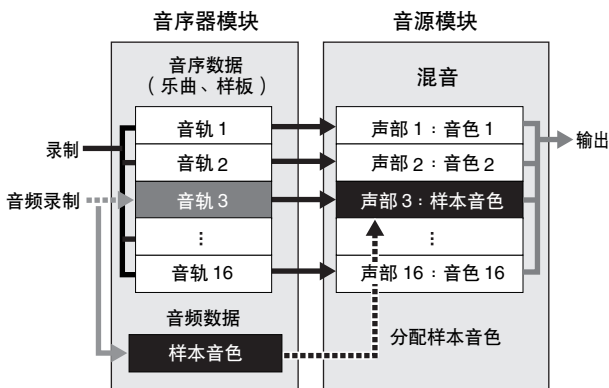 音序器模块
音源模块
音序数据
（乐曲、样板）
混音
音轨 1
声部 1：音色 1
录制
输出
音轨 2
声部 2：音色 2
音频录制
音轨 3
声部 3：样本音色
⋮
⋮
音轨 16
声部 16：音色 16
音频数据
样本音色
分配样本音色